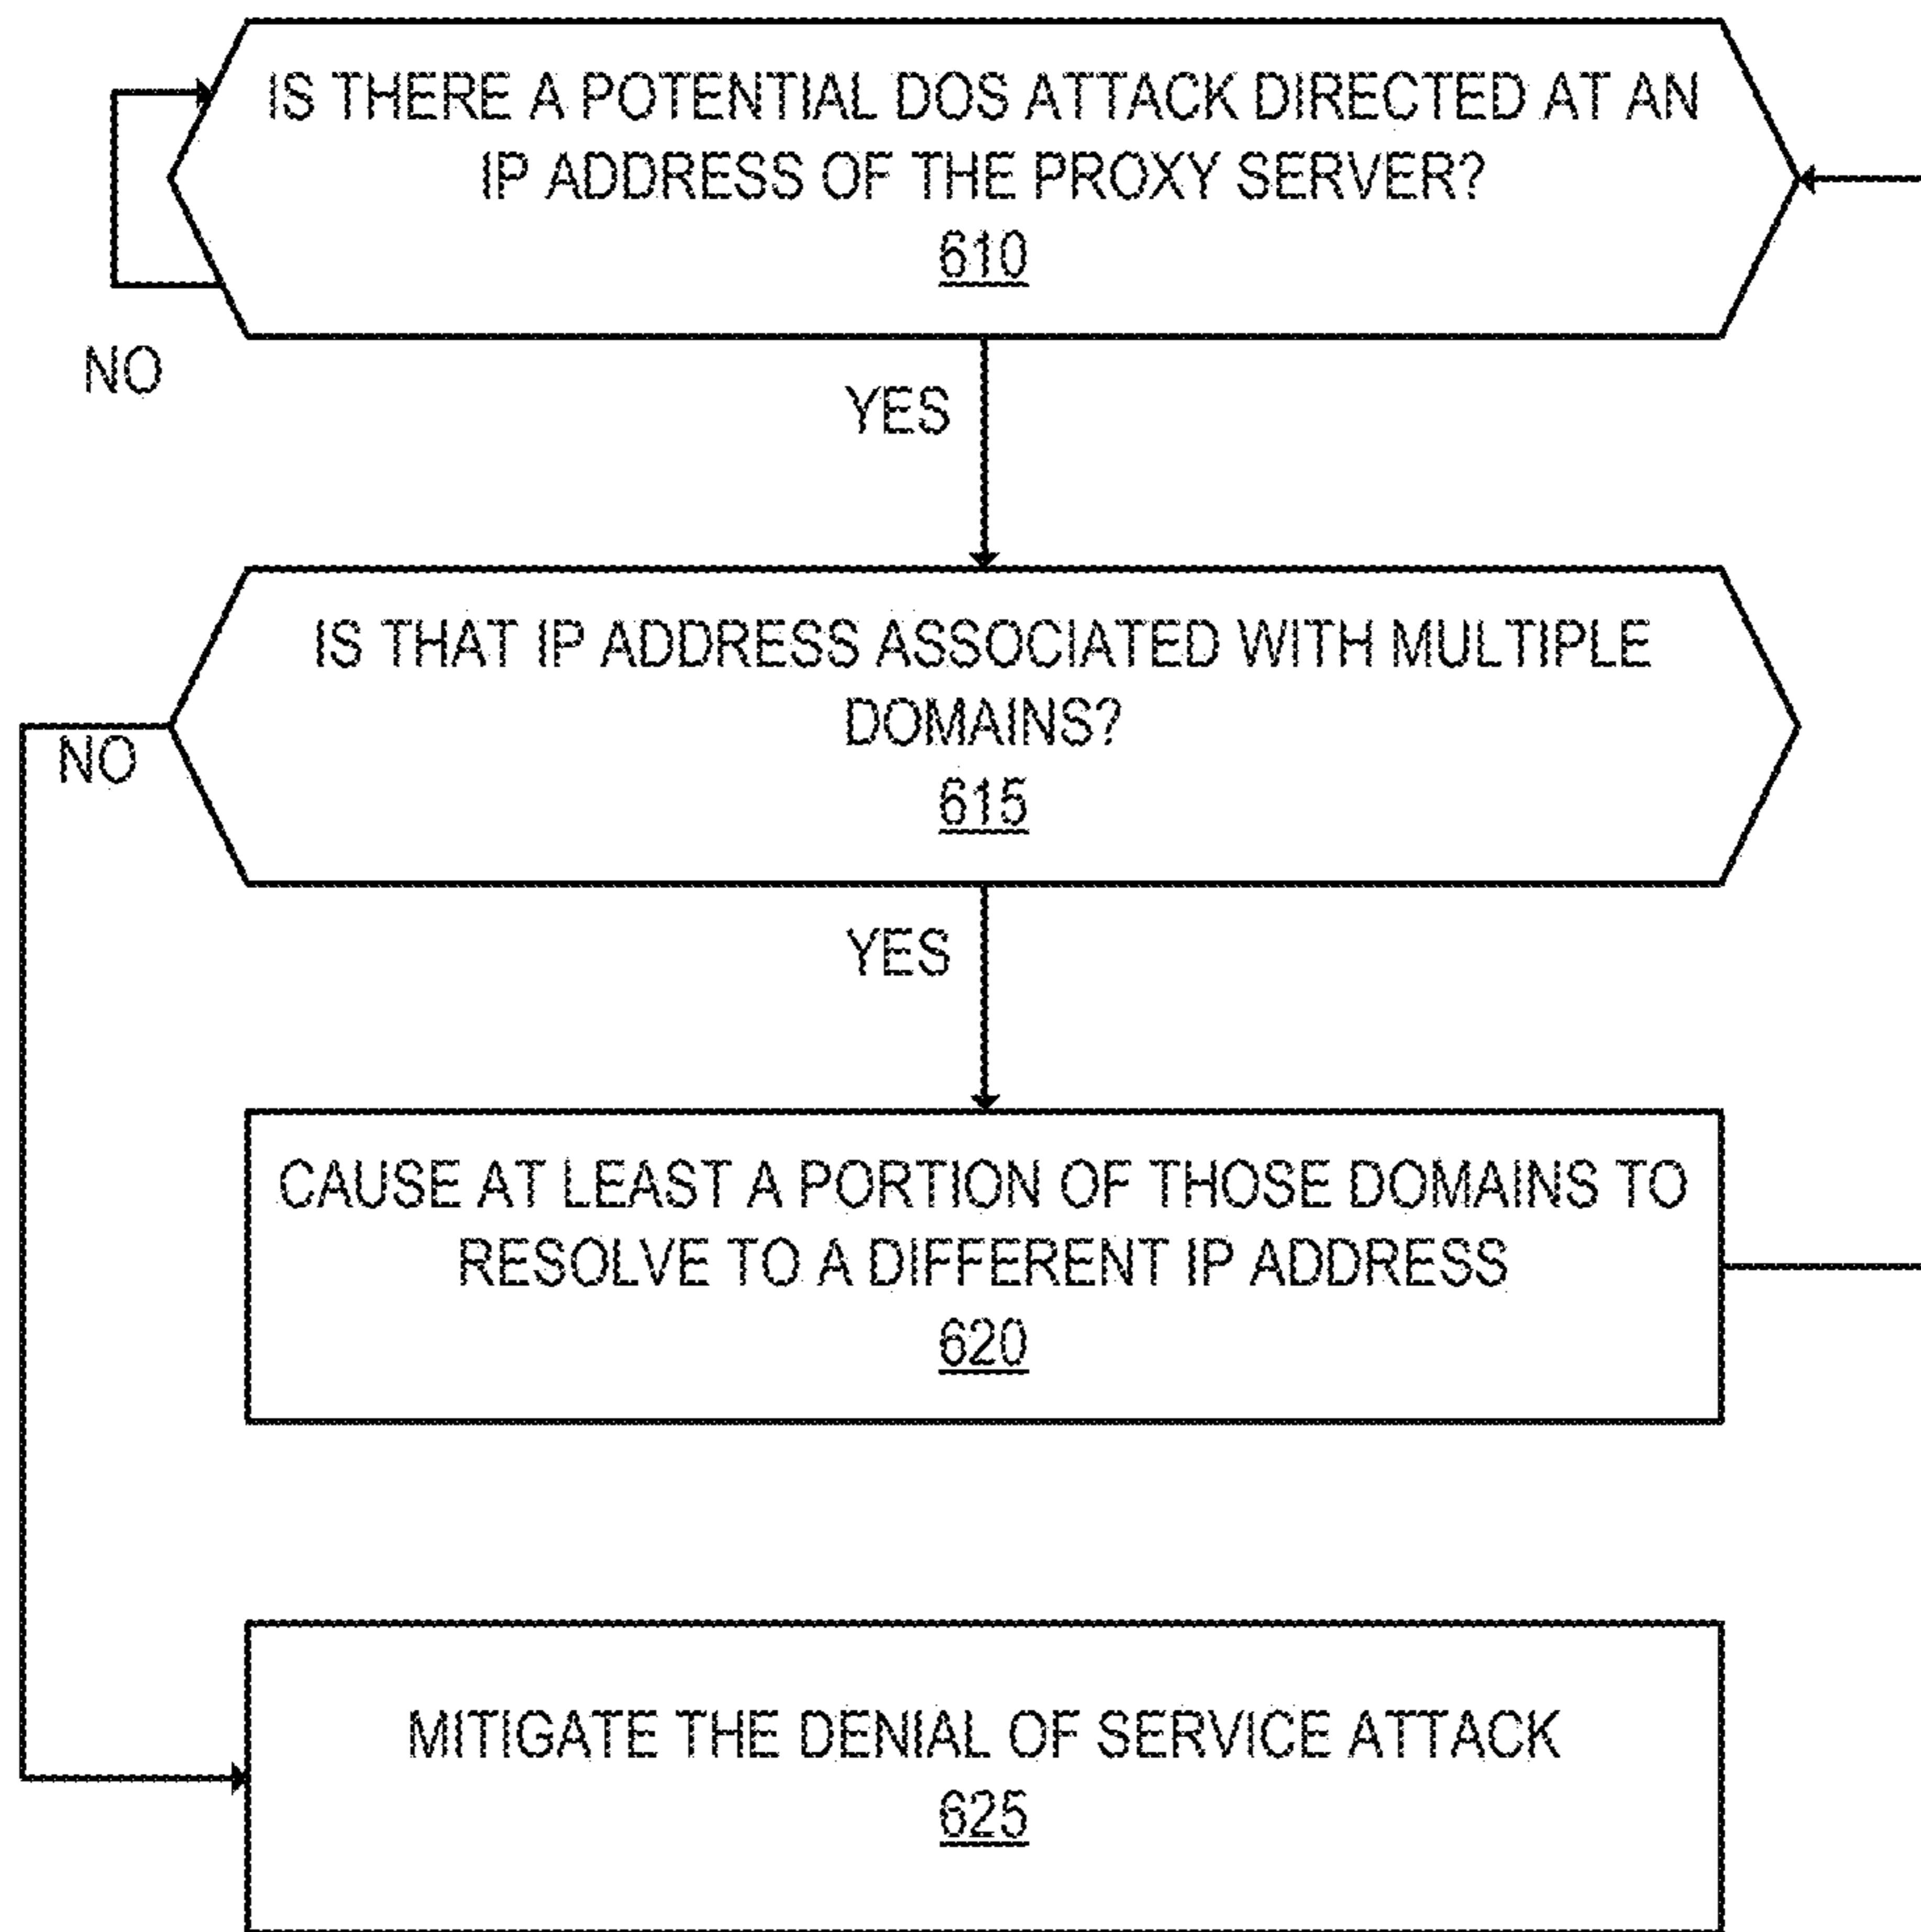 IS THERE A POTENTIAL DOS ATTACK DIRECTED AT AN
IP ADDRESS OF THE PROXY SERVER?
610
NO
YES
IS THAT IP ADDRESS ASSOCIATED WITH MULTIPLE
DOMAINS?
615
NO
YES
CAUSE AT LEAST A PORTION OF THOSE DOMAINS TO
RESOLVE TO A DIFFERENT IP ADDRESS
620
MITIGATE THE DENIAL OF SERVICE ATTACK
625